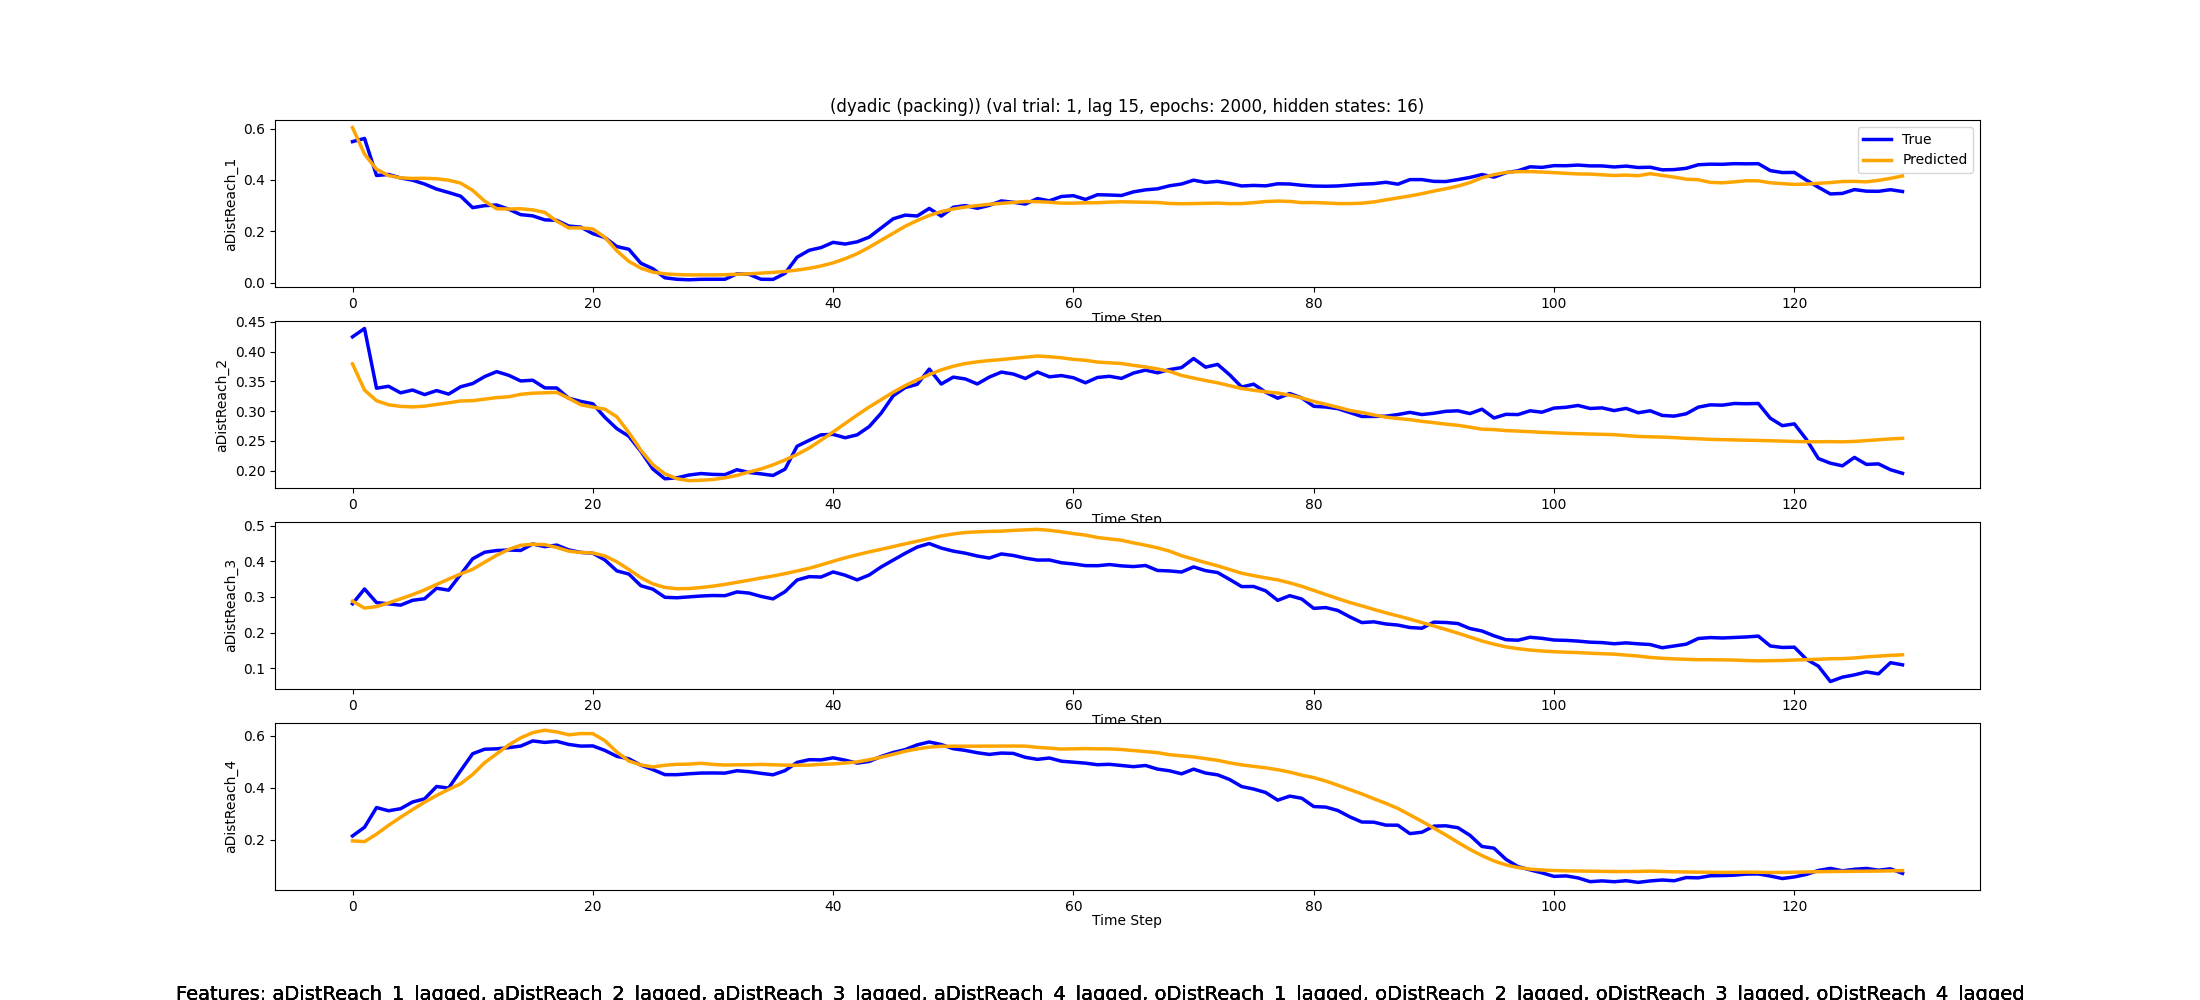 (dyadic (packing)) (val trial: 1, lag 15, epochs: 2000, hidden states: 16)
0.6
0.4
0.2
0.0
aDistReach_1
True
Predicted
0 20 40 60 80 100 120
Time Step
0.45
0.40
0.35
0.30
0.25
0.20
aDistReach_2
0 20 40 60 80 100 120
Time Step
0.5
0.4
0.3
0.2
0.1
aDistReach_3
0 20 40 60 80 100 120
Time Step
0.6
0.4
0.2
aDistReach_4
0 20 40 60 80 100 120
Time Step
Features: aDistReach_1_lagged, aDistReach_2_lagged, aDistReach_3_lagged, aDistReach_4_lagged, oDistReach_1_lagged, oDistReach_2_lagged, oDistReach_3_lagged, oDistReach_4_lagged